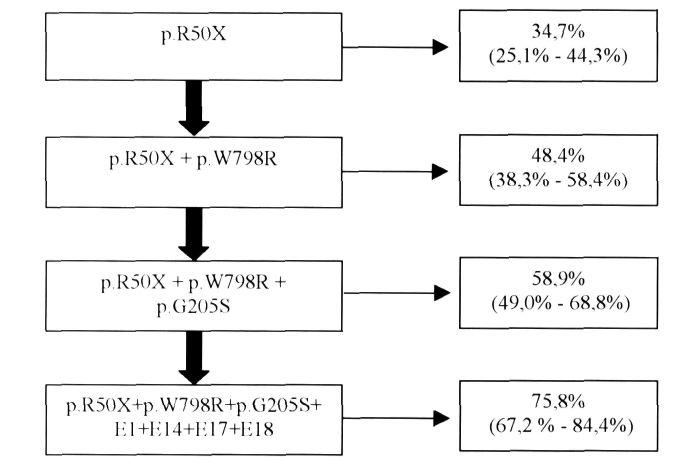 p.R50X
34,7%
(25,1% - 44,3%)
p.R50X + p.W798R
48,4%
(38,3% - 58,4%)
p.R50X + p.W798R +
p.G205S
58,9%
(49,0% - 68,8%)
p.R50X+p.W798R+p.G205S+
E1+E14+E17+E18
75,8%
(67,2 % - 84,4%)